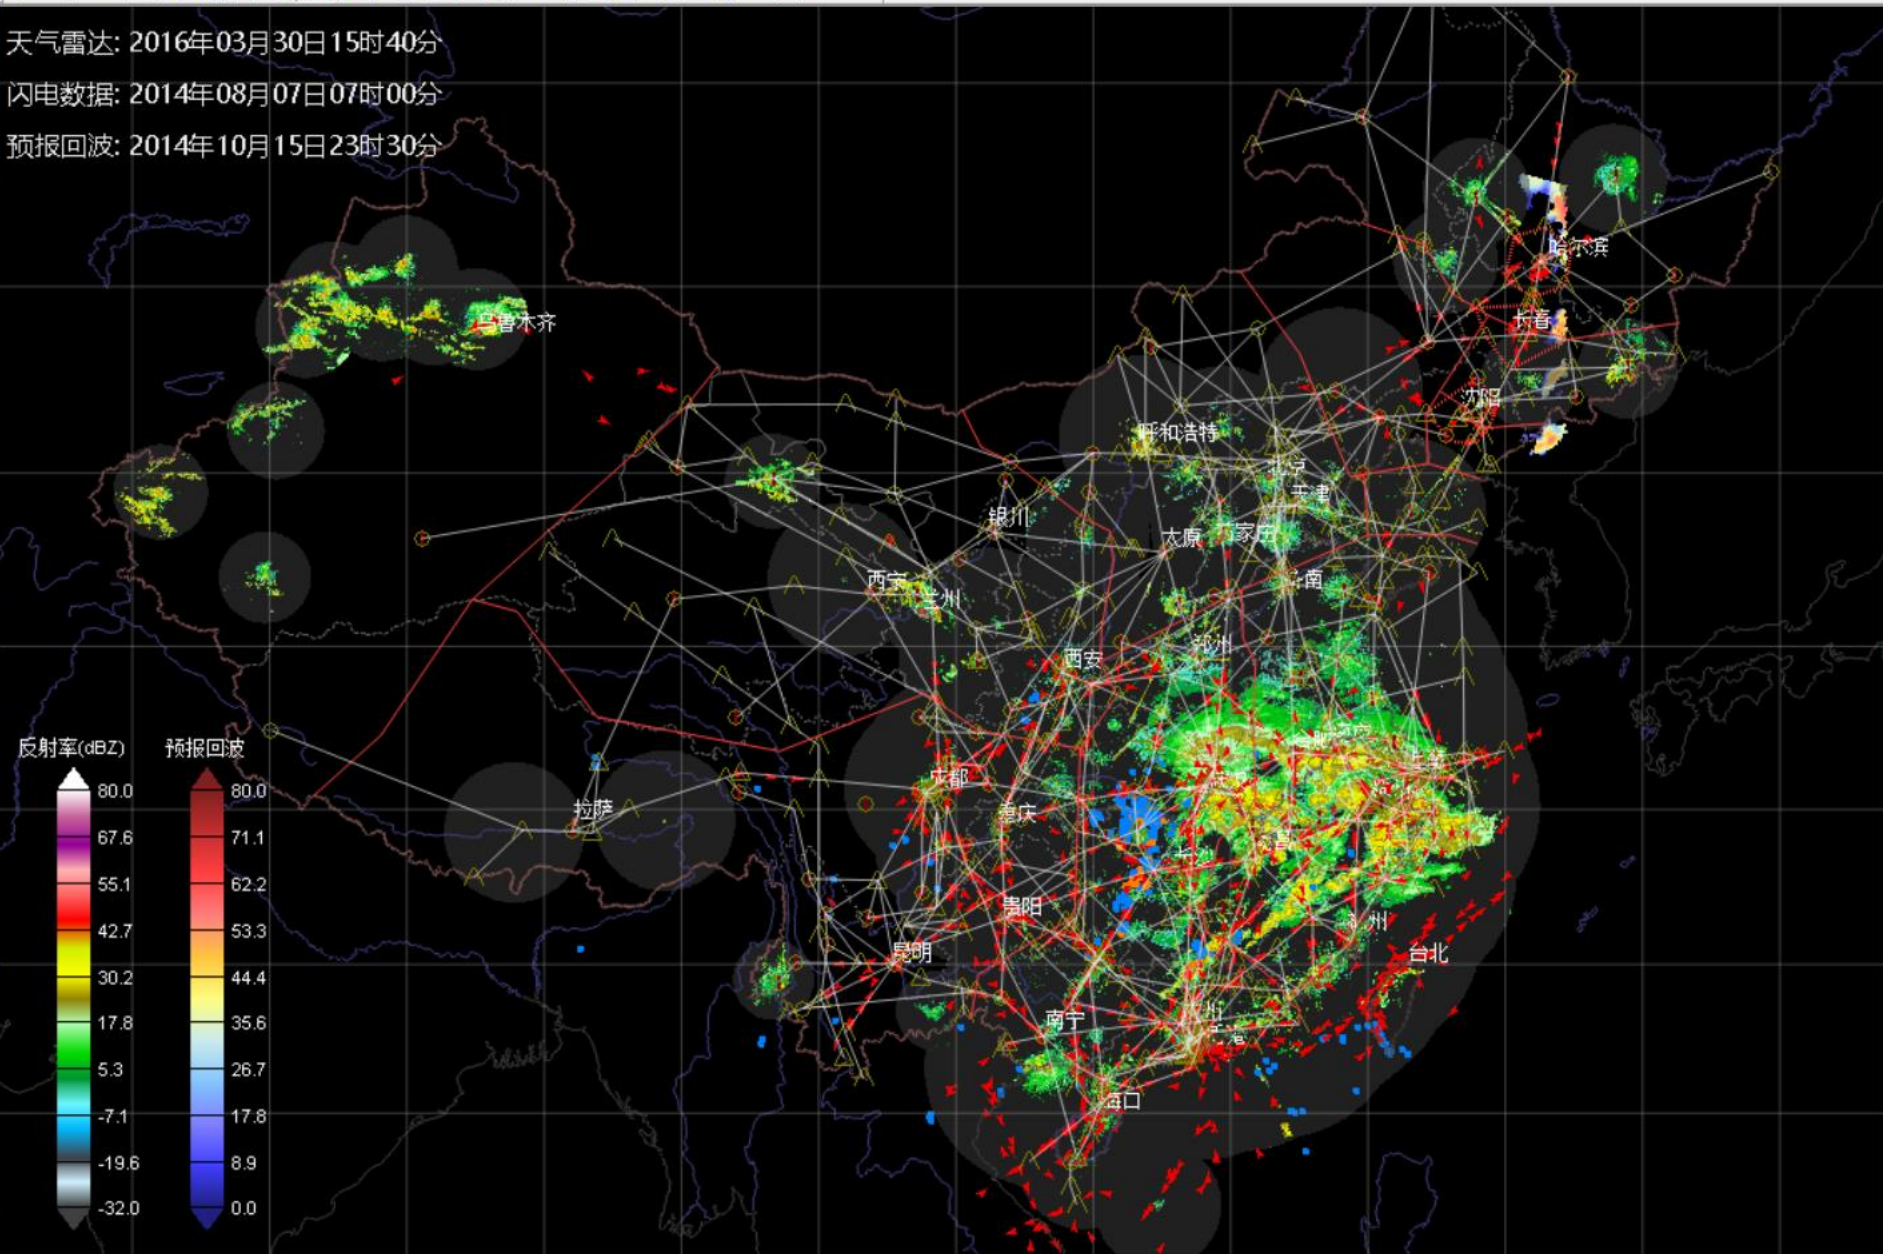 天气雷达: 2016年03月30日15时40分
闪电数据: 2014年08月07日07时00分
预报回波: 2014年10月15日23时30分
哈尔滨
长春
乌鲁木齐
沈阳
呼和浩特
北京
天津
银川
太原
家庄
西宁
南
兰州
郑州
西安
反射率(dBZ)
预报回波
成都
拉萨
重庆
贵阳
州
昆明
台北
南宁
海口
80.0
67.6
55.1
42.7
30.2
17.8
5.3
-7.1
-19.6
-32.0
80.0
71.1
62.2
53.3
44.4
35.6
26.7
17.8
8.9
0.0